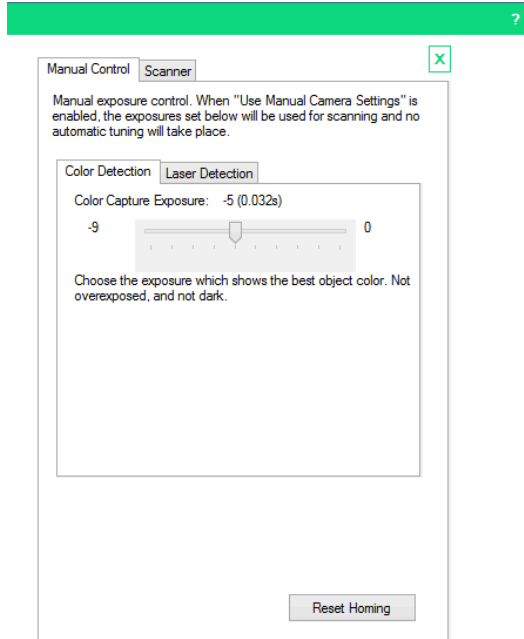 ?
X
Manual Control Scanner
Manual exposure control. When "Use Manual Camera Settings" is
enabled, the exposures set below will be used for scanning and no
automatic tuning will take place.
Color Detection Laser Detection
Color Capture Exposure: -5 (0.032s)
-9 0
Choose the exposure which shows the best object color. Not
overexposed, and not dark.
Reset Homing